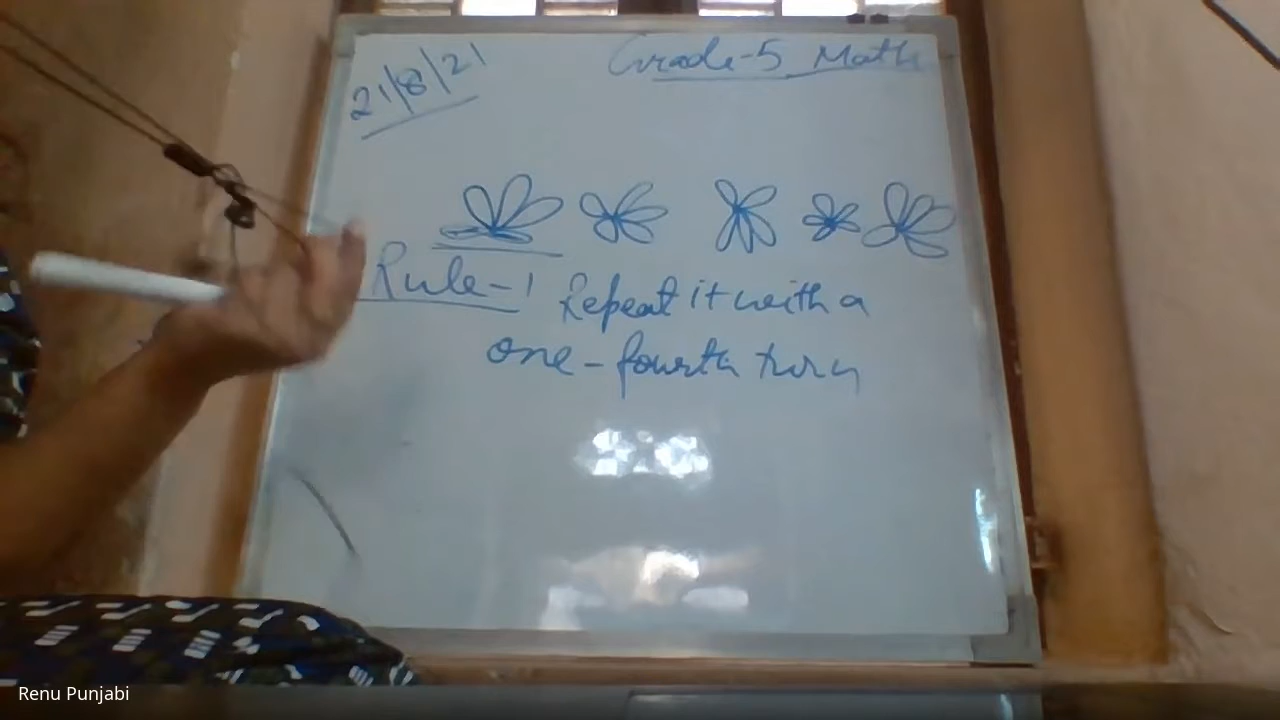 21/8/21
Grade-5 Math
Rule-1 Repeat it with a
one-fourth turn
Renu Punjabi